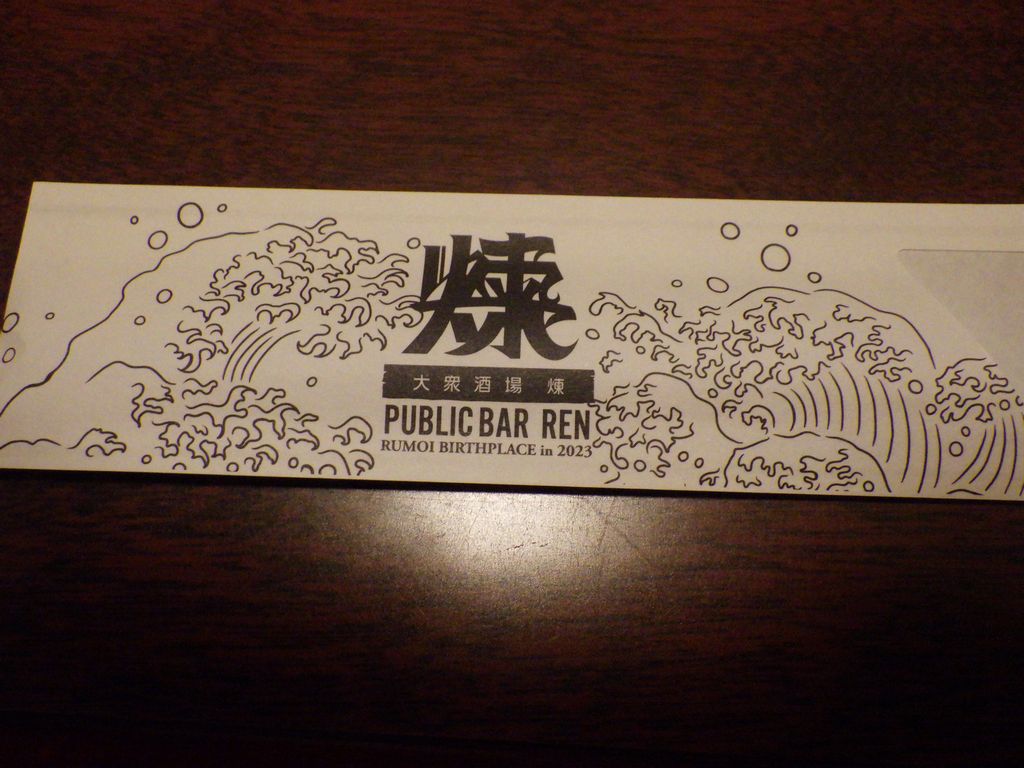 煉
大衆酒場 煉
PUBLIC BAR REN
RUMOI BIRTHPLACE in 2023